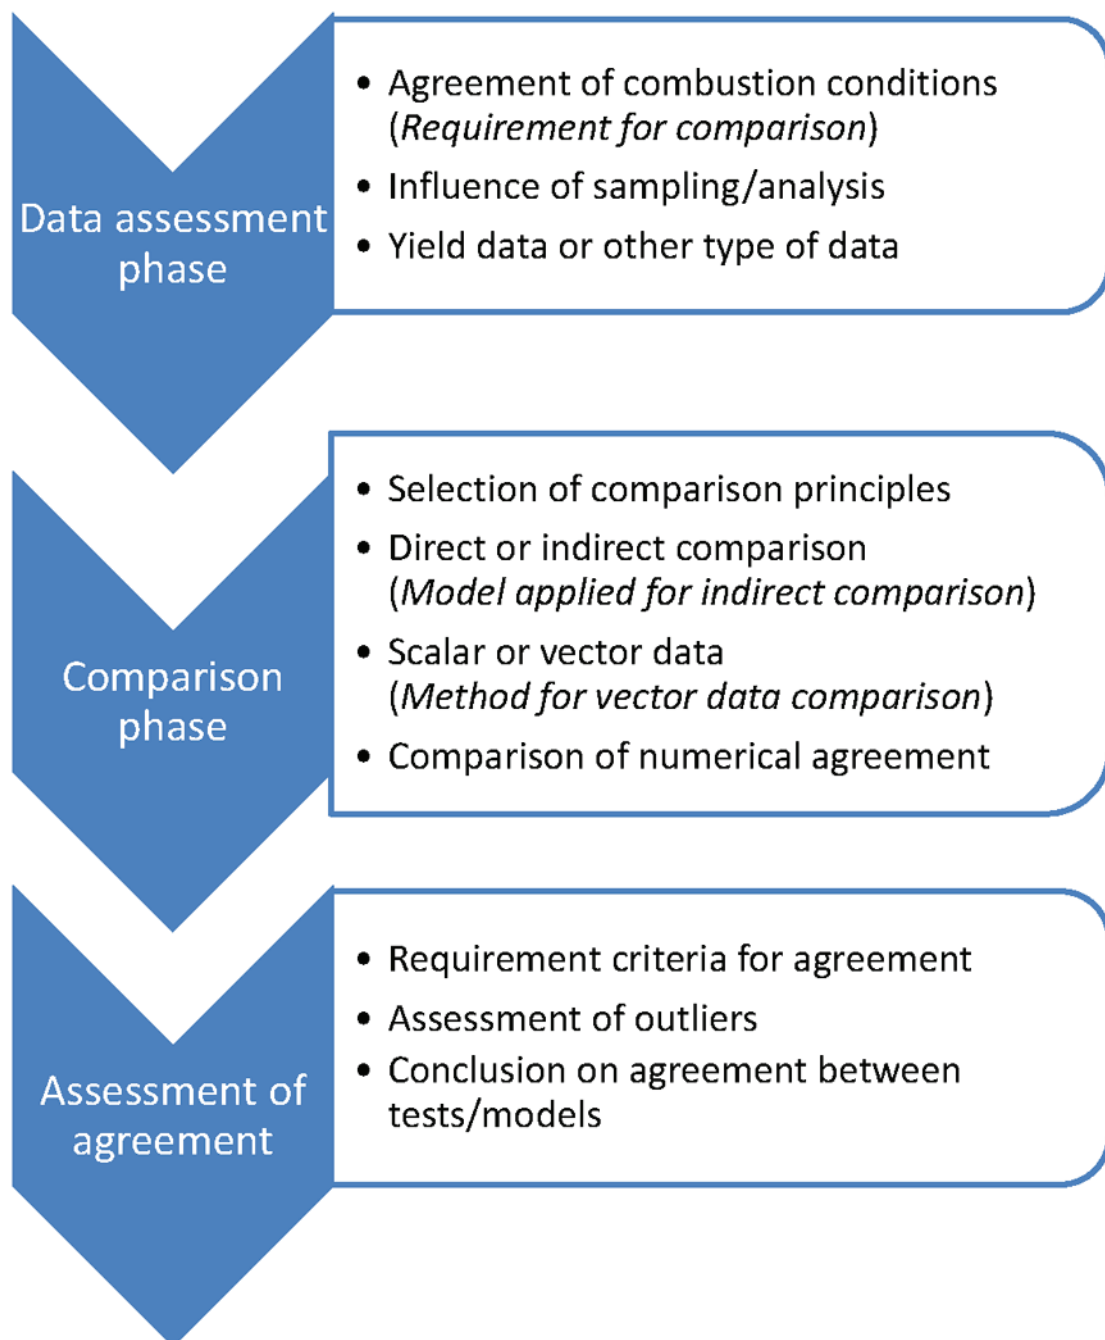 Data assessment
phase
• Agreement of combustion conditions
(Requirement for comparison)
• Influence of sampling/analysis
• Yield data or other type of data
Comparison
phase
• Selection of comparison principles
• Direct or indirect comparison
(Model applied for indirect comparison)
• Scalar or vector data
(Method for vector data comparison)
• Comparison of numerical agreement
Assessment of
agreement
• Requirement criteria for agreement
• Assessment of outliers
• Conclusion on agreement between
tests/models